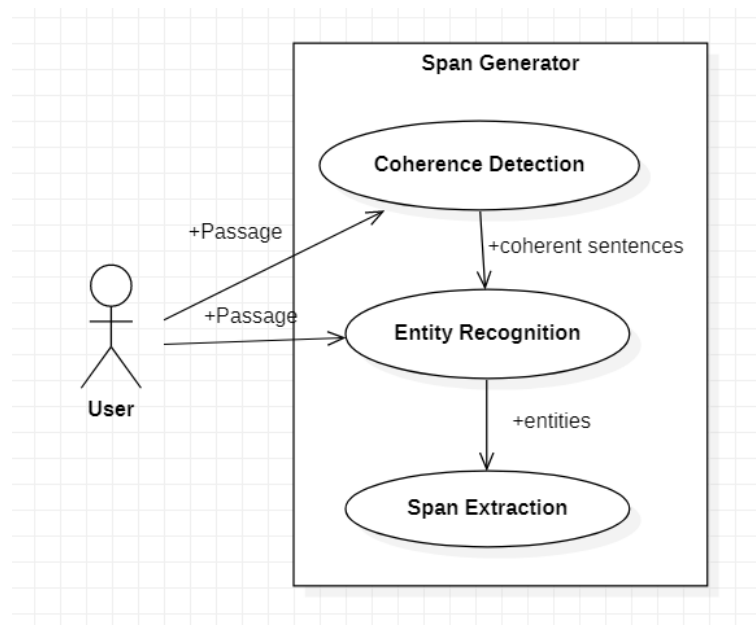 Span Generator
Coherence Detection
+Passage
+coherent sentences
+Passage
Entity Recognition
User
+entities
Span Extraction